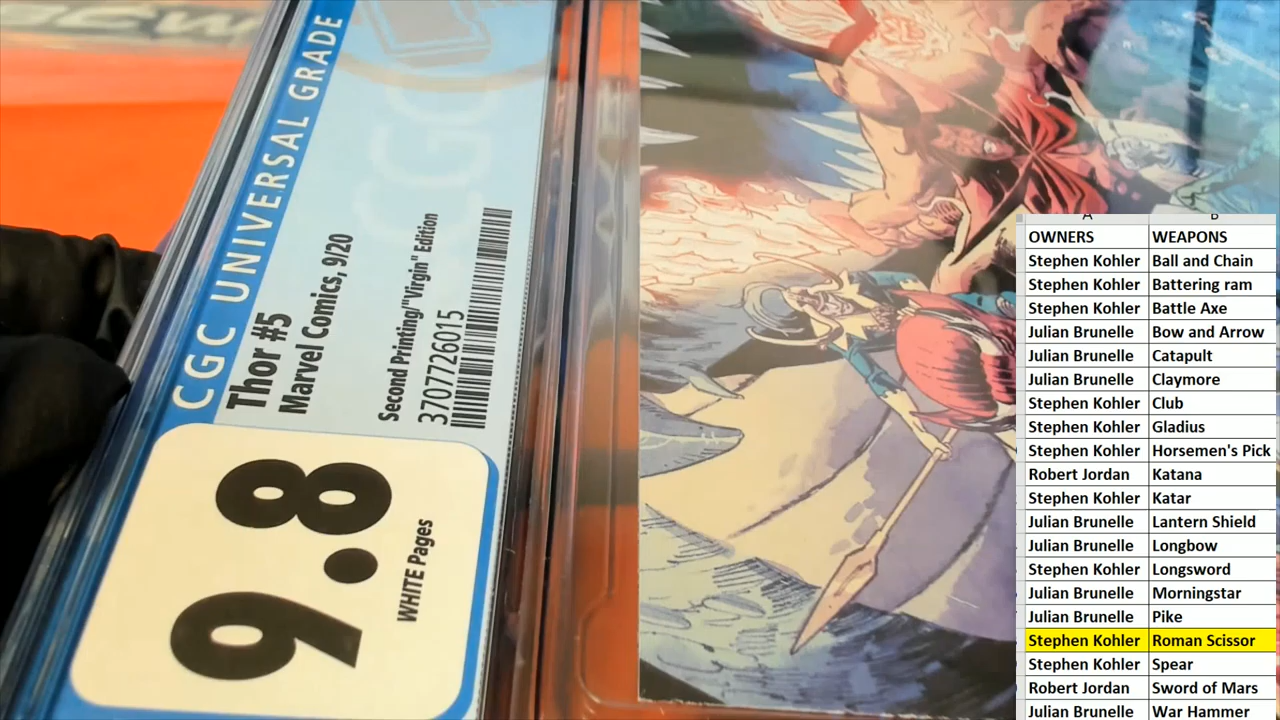 CGC UNIVERSAL GRADE
Thor #5
Marvel Comics, 9/20
Second Printing/"Virgin" Edition
3707726015
9.8
WHITE Pages
CGC
A B
OWNERS WEAPONS
Stephen Kohler Ball and Chain
Stephen Kohler Battering ram
Stephen Kohler Battle Axe
Julian Brunelle Bow and Arrow
Julian Brunelle Catapult
Julian Brunelle Claymore
Stephen Kohler Club
Stephen Kohler Gladius
Stephen Kohler Horsemen's Pick
Robert Jordan Katana
Stephen Kohler Katar
Julian Brunelle Lantern Shield
Julian Brunelle Longbow
Stephen Kohler Longsword
Julian Brunelle Morningstar
Julian Brunelle Pike
Stephen Kohler Roman Scissor
Stephen Kohler Spear
Robert Jordan Sword of Mars
Julian Brunelle War Hammer